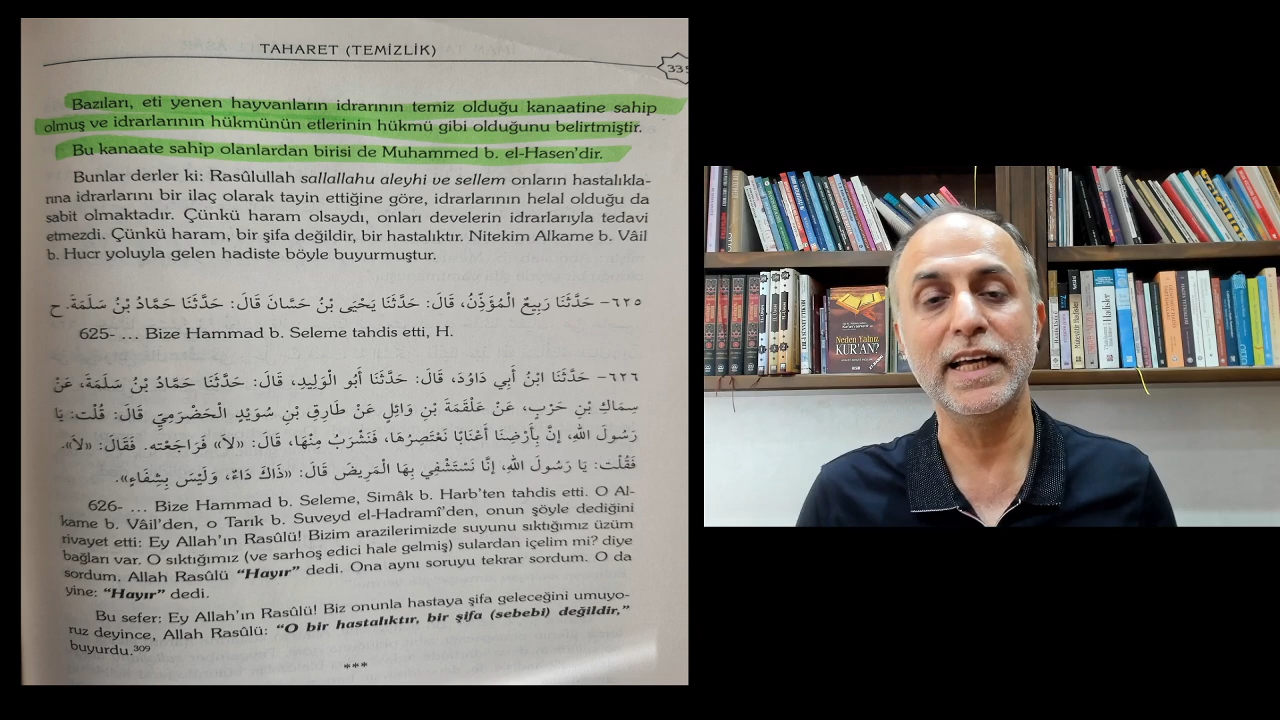 TAHARET (TEMİZLİK)
335
Bazıları, eti yenen hayvanların idrarının temiz olduğu kanaatine sahip
olmuş ve idrarlarının hükmünün etlerinin hükmü gibi olduğunu belirtmiştir.
Bu kanaate sahip olanlardan birisi de Muhammed b. el-Hasen'dir.
Bunlar derler ki: Rasûlullah sallallahu aleyhi ve sellem onların hastalıkla-
rına idrarlarını bir ilaç olarak tayin ettiğine göre, idrarlarının helal olduğu da
sabit olmaktadır. Çünkü haram olsaydı, onları develerin idrarlarıyla tedavi
etmezdi. Çünkü haram, bir şifa değildir, bir hastalıktır. Nitekim Alkame b. Vâil
b. Hucr yoluyla gelen hadiste böyle buyurmuştur.
٦٢٥- حَدَّثَنَا رَبِيعٌ الْمُؤَذِّنُ، قَالَ: حَدَّثَنَا يَحْيَى بْنُ حَسَّانَ قَالَ: حَدَّثَنَا حَمَّادُ بْنُ سَلَمَةَ. ح
625- ... Bize Hammad b. Seleme tahdis etti, H.
٦٢٦- حَدَّثَنَا ابْنُ أَبِي دَاوُدَ، قَالَ: حَدَّثَنَا أَبُو الْوَلِيدِ، قال: حَدَّثَنَا حَمَّادُ بْنُ سَلَمَةَ، عَنْ
سِمَاكِ بْنِ حَرْبٍ، عَنْ عَلْقَمَةَ بْنِ وَائِلٍ عَنْ طَارِقِ بْنِ سُوَيْدٍ الْحَضْرَمِيِّ قَالَ: قُلْتُ: يَا
رَسُولَ اللهِ، إِنَّ بِأَرْضِنَا أَعْنَابًا نَعْتَصِرُهَا، فَنَشْرَبُ مِنْهَا، قَالَ: «لاَ» فَرَاجَعْته. فَقَالَ: «لاَ».
فَقُلْتُ: يَا رَسُولَ اللهِ، إِنَّا نَسْتَشْفِي بِهَا الْمَرِيضَ قَالَ: «ذَاكَ دَاءٌ، وَلَيْسَ بِشِفَاءٍ».
626- ... Bize Hammad b. Seleme, Simâk b. Harb'ten tahdis etti. O Al-
kame b. Vâil'den, o Tarık b. Suveyd el-Hadramî'den, onun şöyle dediğini
rivayet etti: Ey Allah'ın Rasûlü! Bizim arazilerimizde suyunu sıktığımız üzüm
bağları var. O sıktığımız (ve sarhoş edici hale gelmiş) sulardan içelim mi? diye
sordum. Allah Rasûlü "Hayır" dedi. Ona aynı soruyu tekrar sordum. O da
yine: "Hayır" dedi.
Bu sefer: Ey Allah'ın Rasûlü! Biz onunla hastaya şifa geleceğini umuyo-
ruz deyince, Allah Rasûlü: "O bir hastalıktır, bir şifa (sebebi) değildir,"
buyurdu.³⁰⁹
***
Neden Yalnız
KUR'AN?